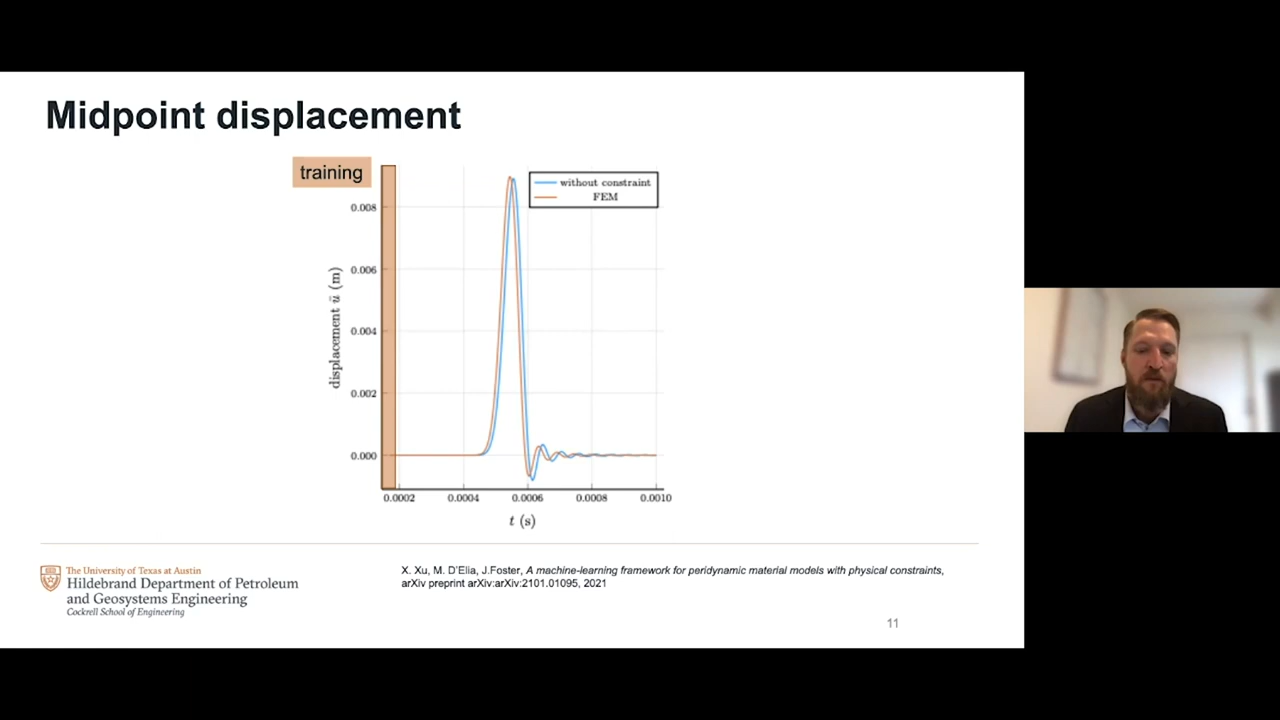 Midpoint displacement
training
without constraint
FEM
0.008
0.006
0.004
0.002
0.000
displacement ū (m)
0.0002 0.0004 0.0006 0.0008 0.0010
t (s)
The University of Texas at Austin
Hildebrand Department of Petroleum
and Geosystems Engineering
Cockrell School of Engineering
X. Xu, M. D'Elia, J.Foster, A machine-learning framework for peridynamic material models with physical constraints,
arXiv preprint arXiv:arXiv:2101.01095, 2021
11